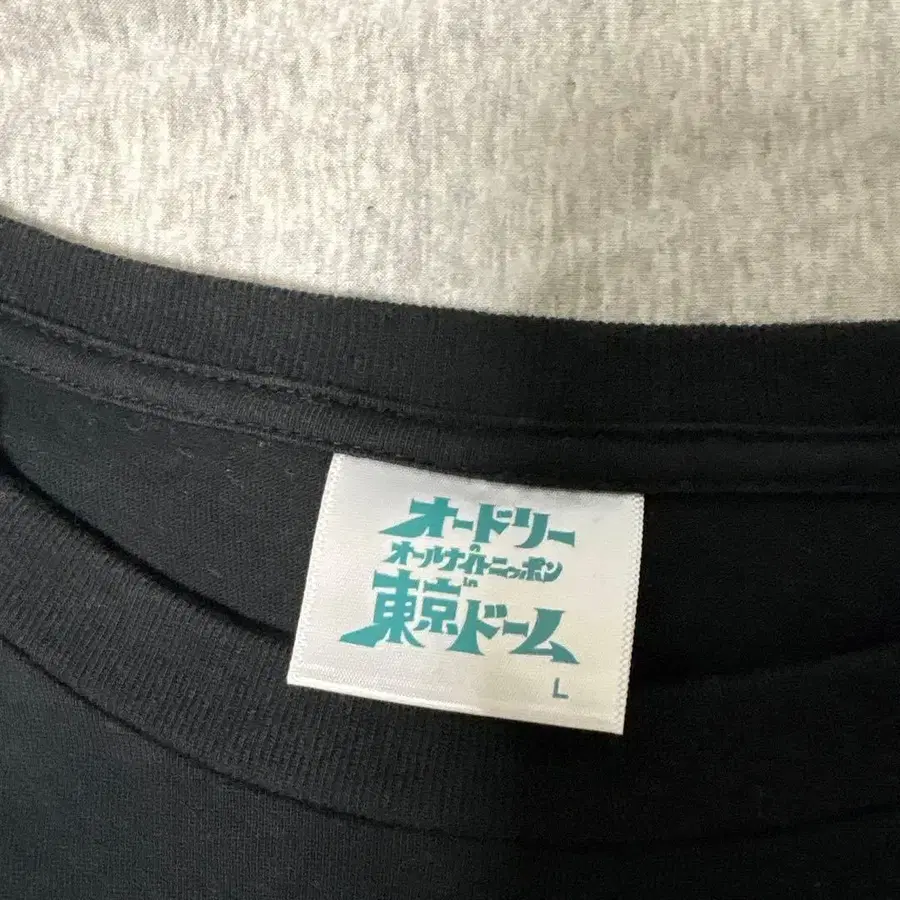 オードリー
の
オールナイトニッポン
in
東京ドーム
L